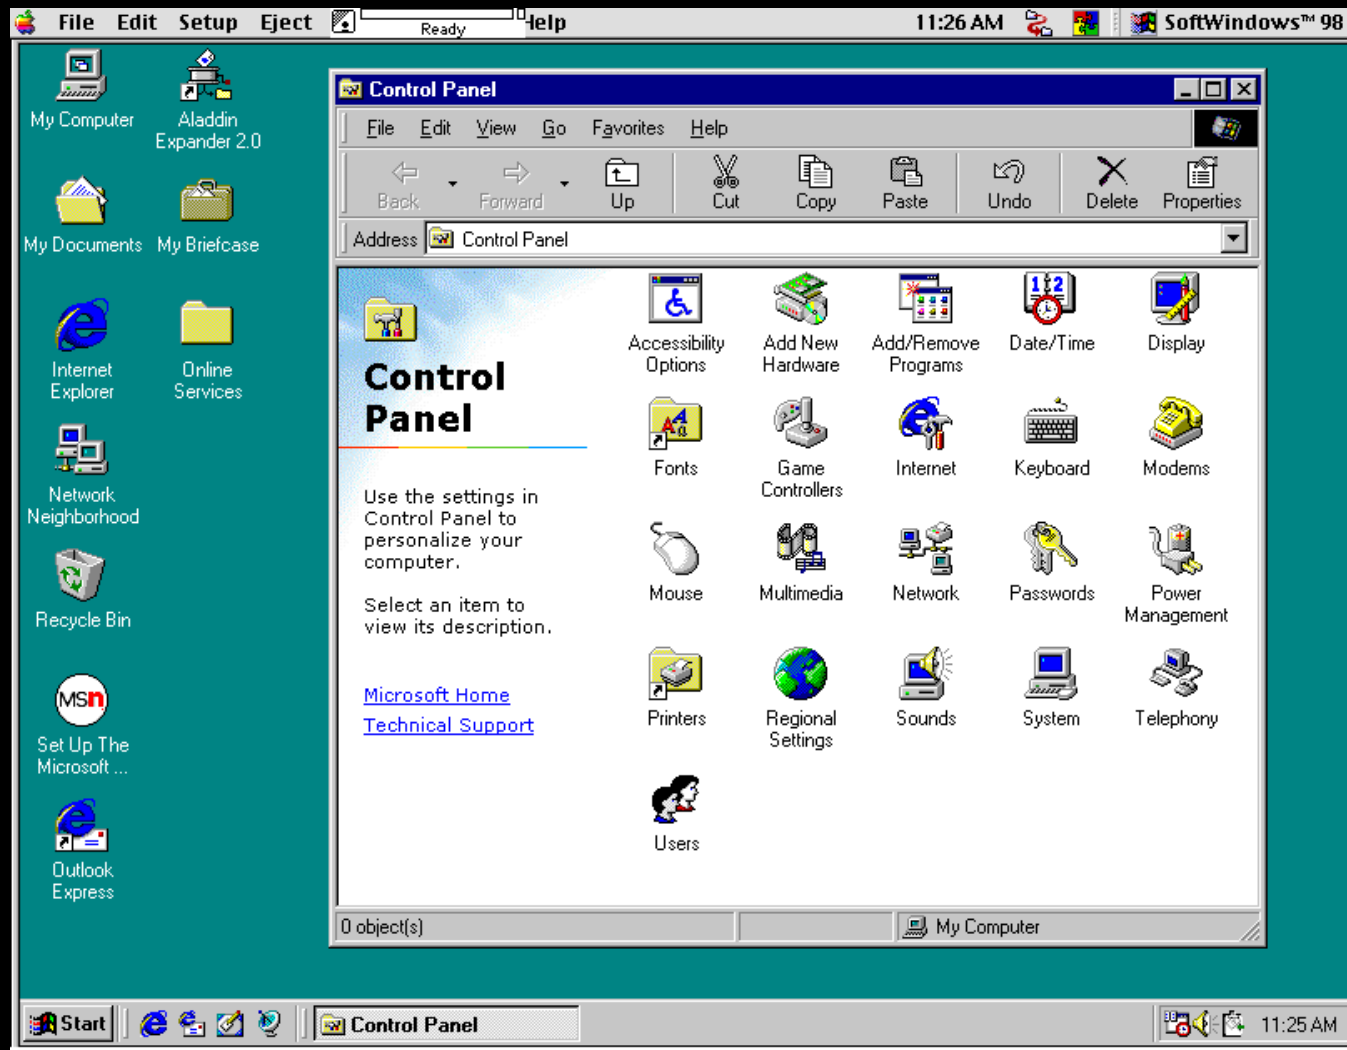 File Edit Setup Eject Ready Help 11:26 AM SoftWindows™ 98
My Computer
Aladdin
Expander 2.0
My Documents
My Briefcase
Internet
Explorer
Online
Services
Network
Neighborhood
Recycle Bin
MSn
Set Up The
Microsoft ...
Outlook
Express
Control Panel
File Edit View Go Favorites Help
Back Forward Up Cut Copy Paste Undo Delete Properties
Address Control Panel
Control
Panel
Use the settings in
Control Panel to
personalize your
computer.
Select an item to
view its description.
Microsoft Home
Technical Support
Accessibility
Options
Add New
Hardware
Add/Remove
Programs
Date/Time
Display
Fonts
Game
Controllers
Internet
Keyboard
Modems
Mouse
Multimedia
Network
Passwords
Power
Management
Printers
Regional
Settings
Sounds
System
Telephony
Users
0 object(s) My Computer
Start Control Panel 11:25 AM